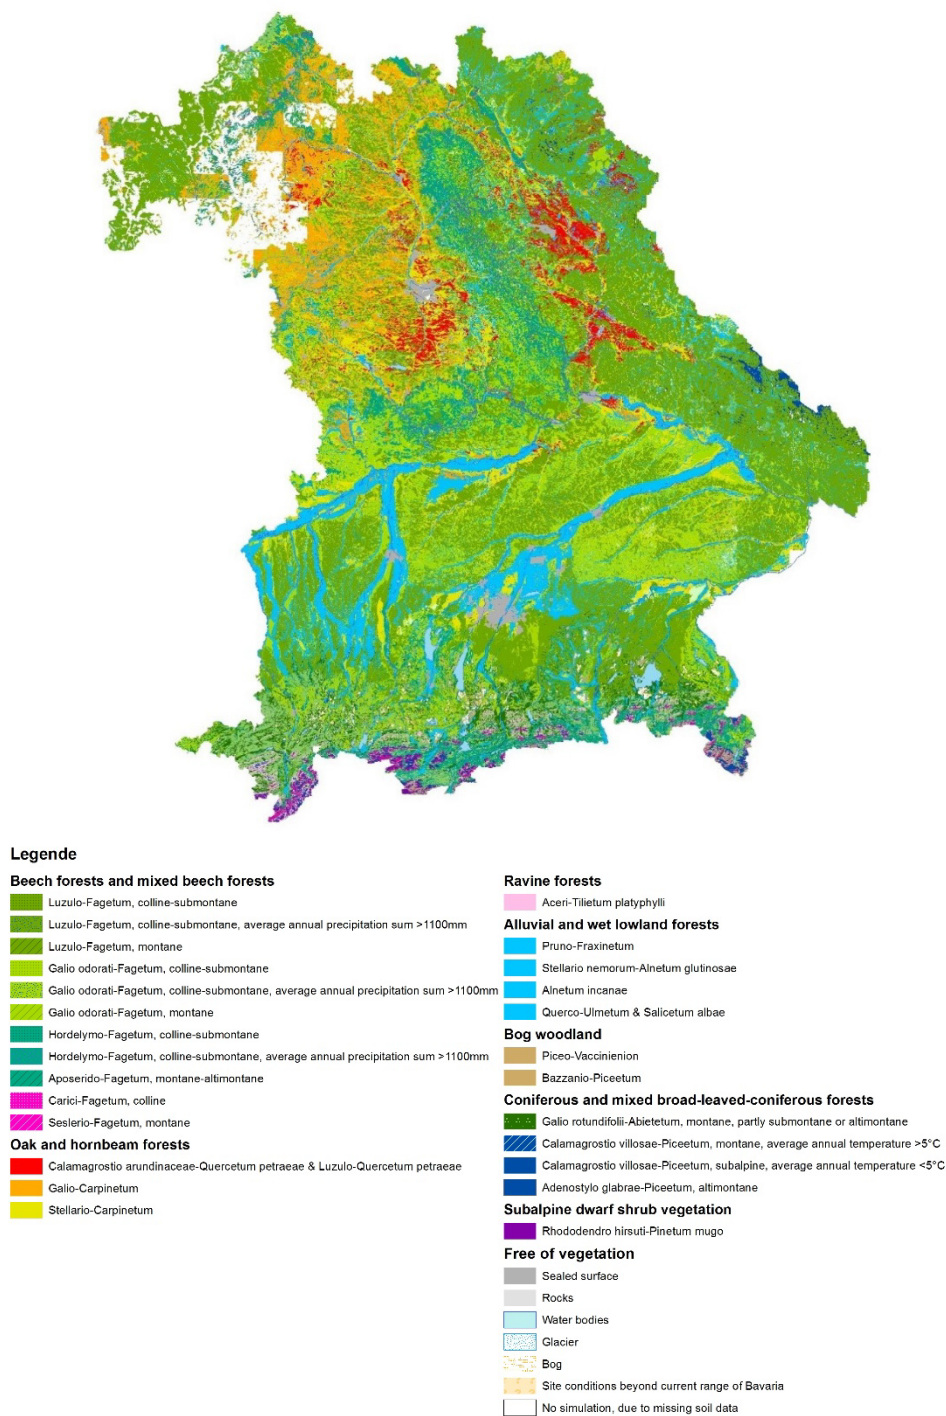 Legende
Beech forests and mixed beech forests
Luzulo-Fagetum, colline-submontane
Luzulo-Fagetum, colline-submontane, average annual precipitation sum >1100mm
Luzulo-Fagetum, montane
Galio odorati-Fagetum, colline-submontane
Galio odorati-Fagetum, colline-submontane, average annual precipitation sum >1100mm
Galio odorati-Fagetum, montane
Hordelymo-Fagetum, colline-submontane
Hordelymo-Fagetum, colline-submontane, average annual precipitation sum >1100mm
Aposerido-Fagetum, montane-altimontane
Carici-Fagetum, colline
Seslerio-Fagetum, montane
Oak and hornbeam forests
Calamagrostio arundinaceae-Quercetum petraeae & Luzulo-Quercetum petraeae
Galio-Carpinetum
Stellario-Carpinetum
Ravine forests
Aceri-Tilietum platyphylli
Alluvial and wet lowland forests
Pruno-Fraxinetum
Stellario nemorum-Alnetum glutinosae
Alnetum incanae
Querco-Ulmetum & Salicetum albae
Bog woodland
Piceo-Vaccinienion
Bazzanio-Piceetum
Coniferous and mixed broad-leaved-coniferous forests
Galio rotundifolii-Abietetum, montane, partly submontane or altimontane
Calamagrostio villosae-Piceetum, montane, average annual temperature >5°C
Calamagrostio villosae-Piceetum, subalpine, average annual temperature <5°C
Adenostylo glabrae-Piceetum, altimontane
Subalpine dwarf shrub vegetation
Rhododendro hirsuti-Pinetum mugo
Free of vegetation
Sealed surface
Rocks
Water bodies
Glacier
Bog
Site conditions beyond current range of Bavaria
No simulation, due to missing soil data